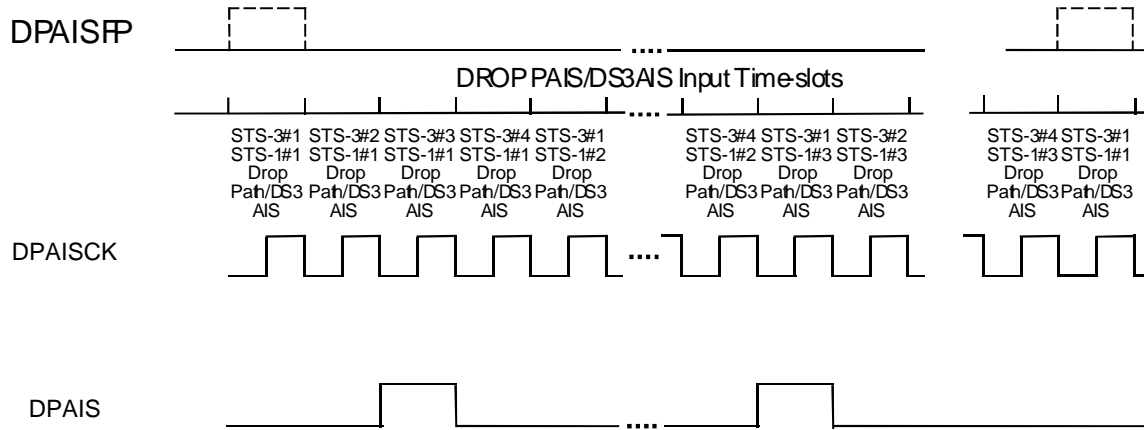 DPAISFP
DROP PAIS/DS3AIS Input Time-slots
STS-3#1 STS-3#2 STS-3#3 STS-3#4 STS-3#1 STS-3#4 STS-3#1 STS-3#2 STS-3#4 STS-3#1
STS-1#1 STS-1#1 STS-1#1 STS-1#1 STS-1#2 STS-1#2 STS-1#3 STS-1#3 STS-1#3 STS-1#1
Drop Drop Drop Drop Drop Drop Drop Drop Drop Drop
Path/DS3 Path/DS3 Path/DS3 Path/DS3 Path/DS3 Path/DS3 Path/DS3 Path/DS3 Path/DS3 Path/DS3
AIS AIS AIS AIS AIS AIS AIS AIS AIS AIS
DPAISCK
DPAIS